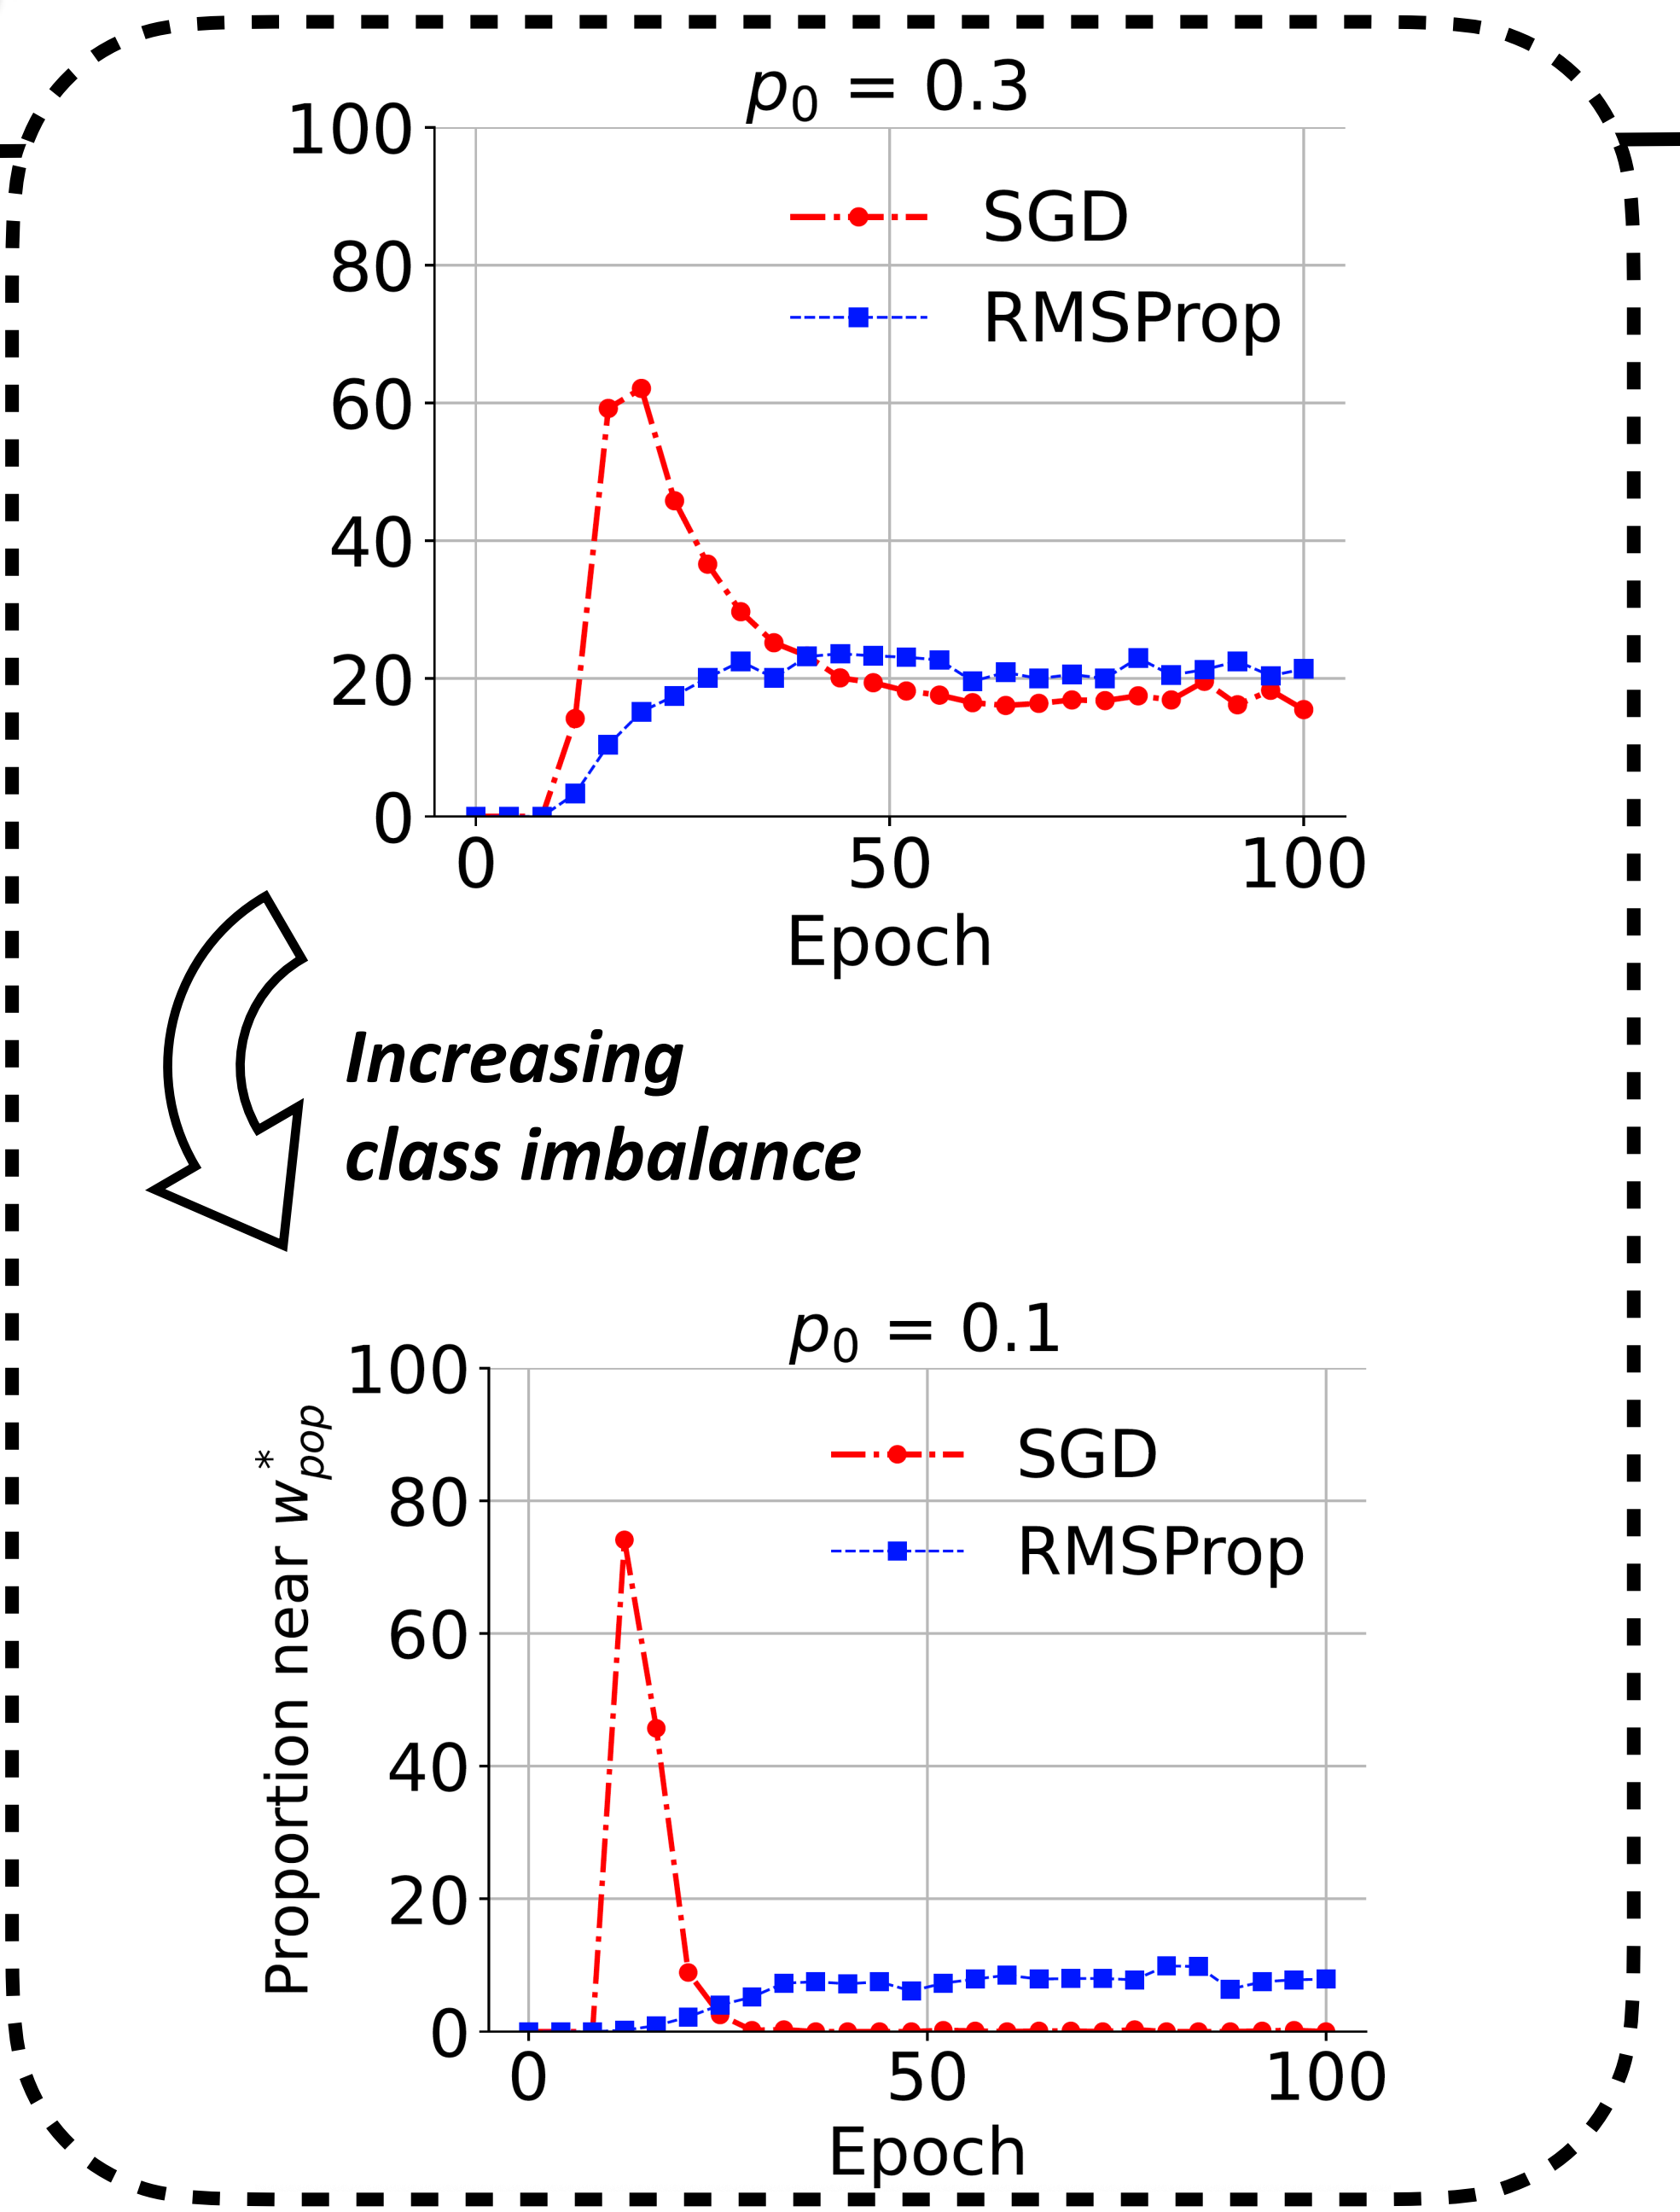 p₀ = 0.3
100
80
60
40
20
0
SGD
RMSProp
0 50 100
Epoch
Increasing
class imbalance
p₀ = 0.1
Proportion near w*pop
100
80
60
40
20
0
SGD
RMSProp
0 50 100
Epoch